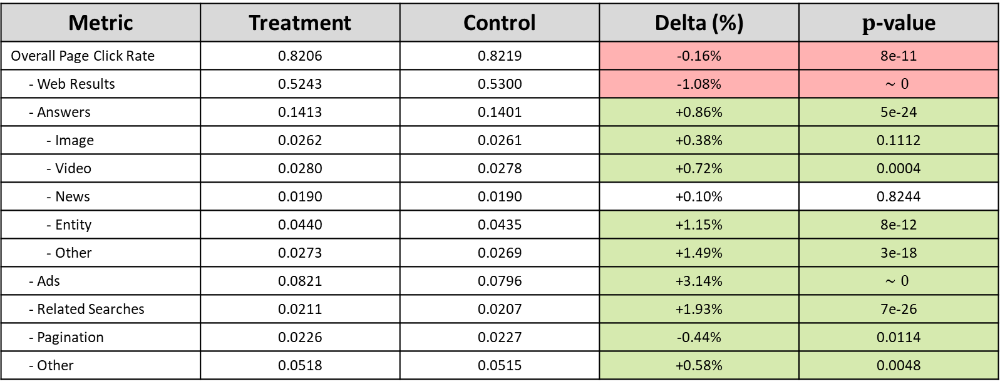 Metric Treatment Control Delta (%) p-value
Overall Page Click Rate 0.8206 0.8219 -0.16% 8e-11
- Web Results 0.5243 0.5300 -1.08% ~ 0
- Answers 0.1413 0.1401 +0.86% 5e-24
- Image 0.0262 0.0261 +0.38% 0.1112
- Video 0.0280 0.0278 +0.72% 0.0004
- News 0.0190 0.0190 +0.10% 0.8244
- Entity 0.0440 0.0435 +1.15% 8e-12
- Other 0.0273 0.0269 +1.49% 3e-18
- Ads 0.0821 0.0796 +3.14% ~ 0
- Related Searches 0.0211 0.0207 +1.93% 7e-26
- Pagination 0.0226 0.0227 -0.44% 0.0114
- Other 0.0518 0.0515 +0.58% 0.0048